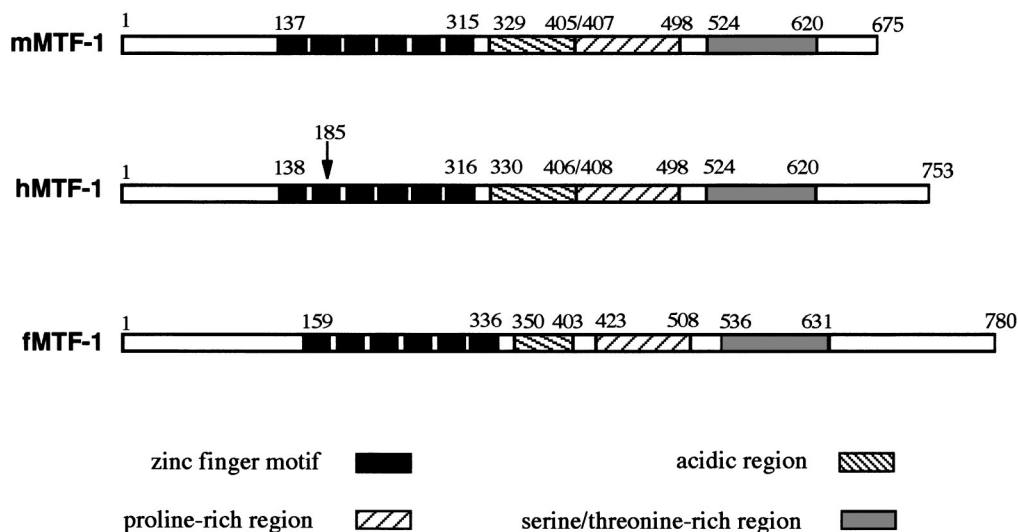 1 137 315 329 405/407 498 524 620 675
mMTF-1
185
1 138 316 330 406/408 498 524 620 753
hMTF-1
1 159 336 350 403 423 508 536 631 780
fMTF-1
zinc finger motif acidic region
proline-rich region serine/threonine-rich region